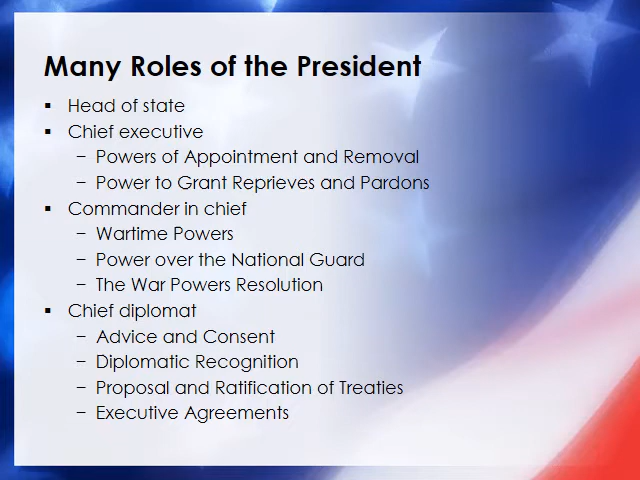 Many Roles of the President
▪ Head of state
▪ Chief executive
– Powers of Appointment and Removal
– Power to Grant Reprieves and Pardons
▪ Commander in chief
– Wartime Powers
– Power over the National Guard
– The War Powers Resolution
▪ Chief diplomat
– Advice and Consent
– Diplomatic Recognition
– Proposal and Ratification of Treaties
– Executive Agreements